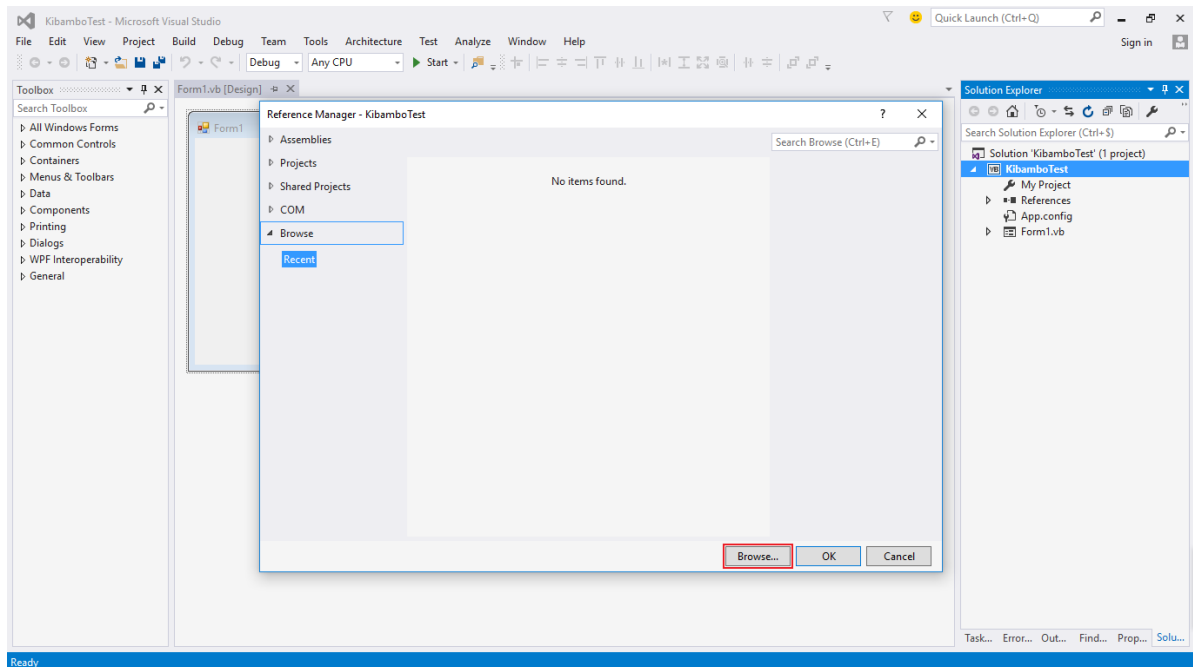 KibamboTest - Microsoft Visual Studio
Quick Launch (Ctrl+Q)
File Edit View Project Build Debug Team Tools Architecture Test Analyze Window Help
Sign in
Debug Any CPU Start
Toolbox
Form1.vb [Design]
Solution Explorer
Search Toolbox
All Windows Forms
Common Controls
Containers
Menus & Toolbars
Data
Components
Printing
Dialogs
WPF Interoperability
General
Form1
Reference Manager - KibamboTest
?
Assemblies
Projects
Shared Projects
COM
Browse
Recent
Search Browse (Ctrl+E)
No items found.
Browse...
OK
Cancel
Search Solution Explorer (Ctrl+$)
Solution 'KibamboTest' (1 project)
VB KibamboTest
My Project
References
App.config
Form1.vb
Task... Error... Out... Find... Prop... Solu...
Ready